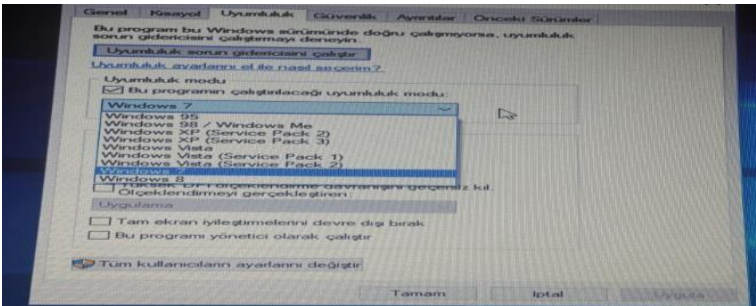 Genel Kısayol Uyumluluk Güvenlik Ayrıntılar Önceki Sürümler
Bu program bu Windows sürümünde doğru çalışmıyorsa, uyumluluk
sorun gidericisini çalıştırmayı deneyin.
Uyumluluk sorun gidericisini çalıştır
Uyumluluk ayarlarını el ile nasıl seçerim?
Uyumluluk modu
Bu programın çalıştırılacağı uyumluluk modu:
Windows 7
Windows 95
Windows 98 / Windows Me
Windows XP (Service Pack 2)
Windows XP (Service Pack 3)
Windows Vista
Windows Vista (Service Pack 1)
Windows Vista (Service Pack 2)
Windows 7
Windows 8
Yüksek DPI ölçeklendirme davranışını geçersiz kıl.
Ölçeklendirmeyi gerçekleştiren:
Uygulama
Tam ekran iyileştirmelerini devre dışı bırak
Bu programı yönetici olarak çalıştır
Tüm kullanıcıların ayarlarını değiştir
Tamam İptal Uygula